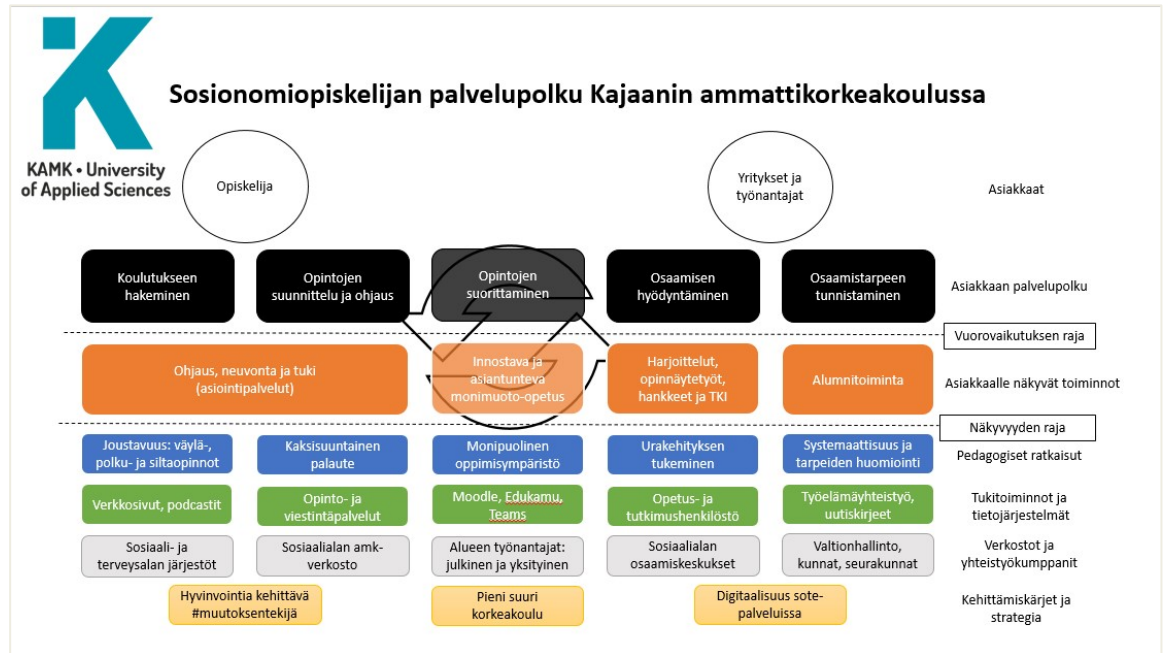 KAMK • University
of Applied Sciences
Sosionomiopiskelijan palvelupolku Kajaanin ammattikorkeakoulussa
Opiskelija
Yritykset ja
työnantajat
Asiakkaat
Koulutukseen
hakeminen
Opintojen
suunnittelu ja ohjaus
Opintojen
suorittaminen
Osaamisen
hyödyntäminen
Osaamistarpeen
tunnistaminen
Asiakkaan palvelupolku
Vuorovaikutuksen raja
Ohjaus, neuvonta ja tuki
(asiointipalvelut)
Innostava ja
asiantunteva
monimuoto-opetus
Harjoittelut,
opinnäytetyöt,
hankkeet ja TKI
Alumnitoiminta
Asiakkaalle näkyvät toiminnot
Näkyvyyden raja
Joustavuus: väylä-,
polku- ja siltaopinnot
Kaksisuuntainen
palaute
Monipuolinen
oppimisympäristö
Urakehityksen
tukeminen
Systemaattisuus ja
tarpeiden huomiointi
Pedagogiset ratkaisut
Verkkosivut, podcastit
Opinto- ja
viestintäpalvelut
Moodle, Edukamu,
Teams
Opetus- ja
tutkimushenkilöstö
Työelämäyhteistyö,
uutiskirjeet
Tukitoiminnot ja
tietojärjestelmät
Sosiaali- ja
terveysalan järjestöt
Sosiaalialan amk-
verkosto
Alueen työnantajat:
julkinen ja yksityinen
Sosiaalialan
osaamiskeskukset
Valtionhallinto,
kunnat, seurakunnat
Verkostot ja
yhteistyökumppanit
Hyvinvointia kehittävä
#muutoksentekijä
Pieni suuri
korkeakoulu
Digitaalisuus sote-
palveluissa
Kehittämiskärjet ja
strategia